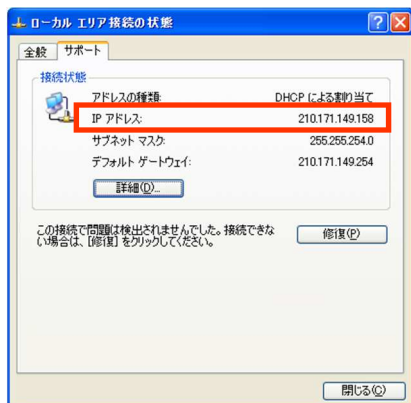 ローカル エリア接続の状態
全般
サポート
接続状態
アドレスの種類: DHCP による割り当て
IP アドレス: 210.171.149.158
サブネット マスク: 255.255.254.0
デフォルト ゲートウェイ: 210.171.149.254
詳細(D)...
この接続で問題は検出されませんでした。接続できな
い場合は、[修復] をクリックしてください。
修復(P)
閉じる(C)